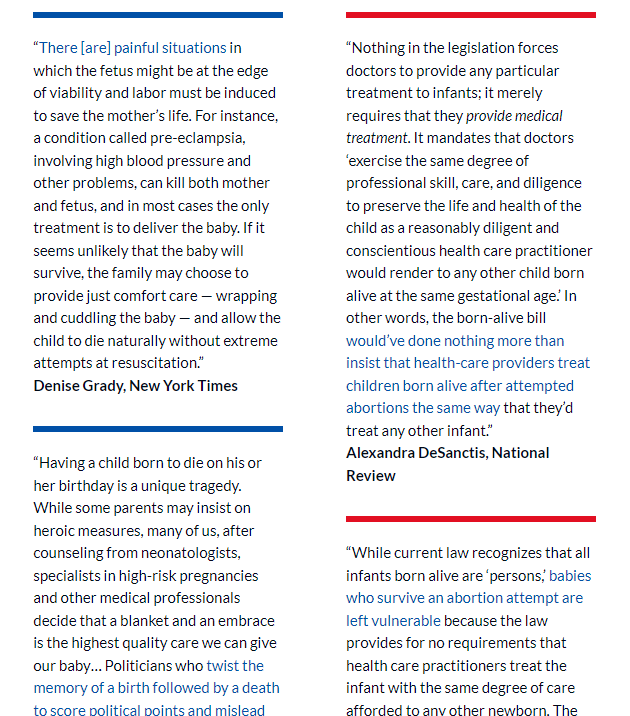 “There [are] painful situations in
which the fetus might be at the edge
of viability and labor must be induced
to save the mother’s life. For instance,
a condition called pre-eclampsia,
involving high blood pressure and
other problems, can kill both mother
and fetus, and in most cases the only
treatment is to deliver the baby. If it
seems unlikely that the baby will
survive, the family may choose to
provide just comfort care — wrapping
and cuddling the baby — and allow the
child to die naturally without extreme
attempts at resuscitation.”
Denise Grady, New York Times
“Having a child born to die on his or
her birthday is a unique tragedy.
While some parents may insist on
heroic measures, many of us, after
counseling from neonatologists,
specialists in high-risk pregnancies
and other medical professionals
decide that a blanket and an embrace
is the highest quality care we can give
our baby… Politicians who twist the
memory of a birth followed by a death
to score political points and mislead
“Nothing in the legislation forces
doctors to provide any particular
treatment to infants; it merely
requires that they provide medical
treatment. It mandates that doctors
‘exercise the same degree of
professional skill, care, and diligence
to preserve the life and health of the
child as a reasonably diligent and
conscientious health care practitioner
would render to any other child born
alive at the same gestational age.’ In
other words, the born-alive bill
would’ve done nothing more than
insist that health-care providers treat
children born alive after attempted
abortions the same way that they’d
treat any other infant.”
Alexandra DeSanctis, National
Review
“While current law recognizes that all
infants born alive are ‘persons,’ babies
who survive an abortion attempt are
left vulnerable because the law
provides for no requirements that
health care practitioners treat the
infant with the same degree of care
afforded to any other newborn. The